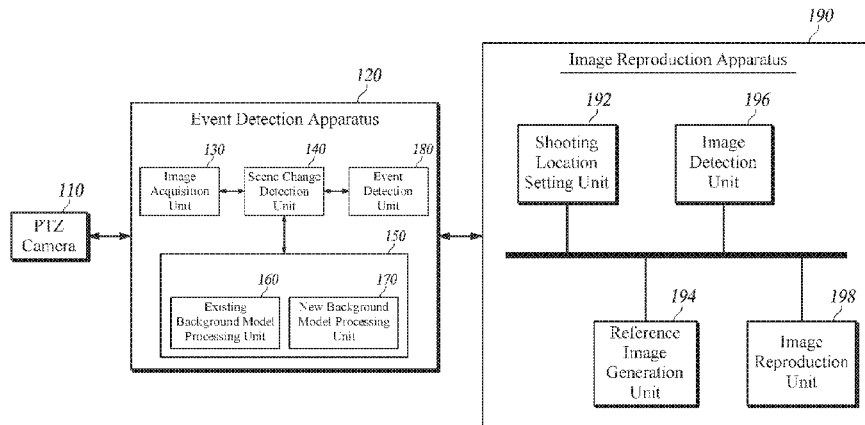 190
Image Reproduction Apparatus
120
Event Detection Apparatus
192
Shooting
Location
Setting Unit
196
Image
Detection
Unit
130
Image
Acquisition
Unit
140
Scene Change
Detection
Unit
180
Event
Detection Unit
110
PTZ
Camera
150
160
Existing
Background Model
Processing Unit
170
New Background
Model Processing
Unit
194
Reference
Image
Generation
Unit
198
Image
Reproduction
Unit